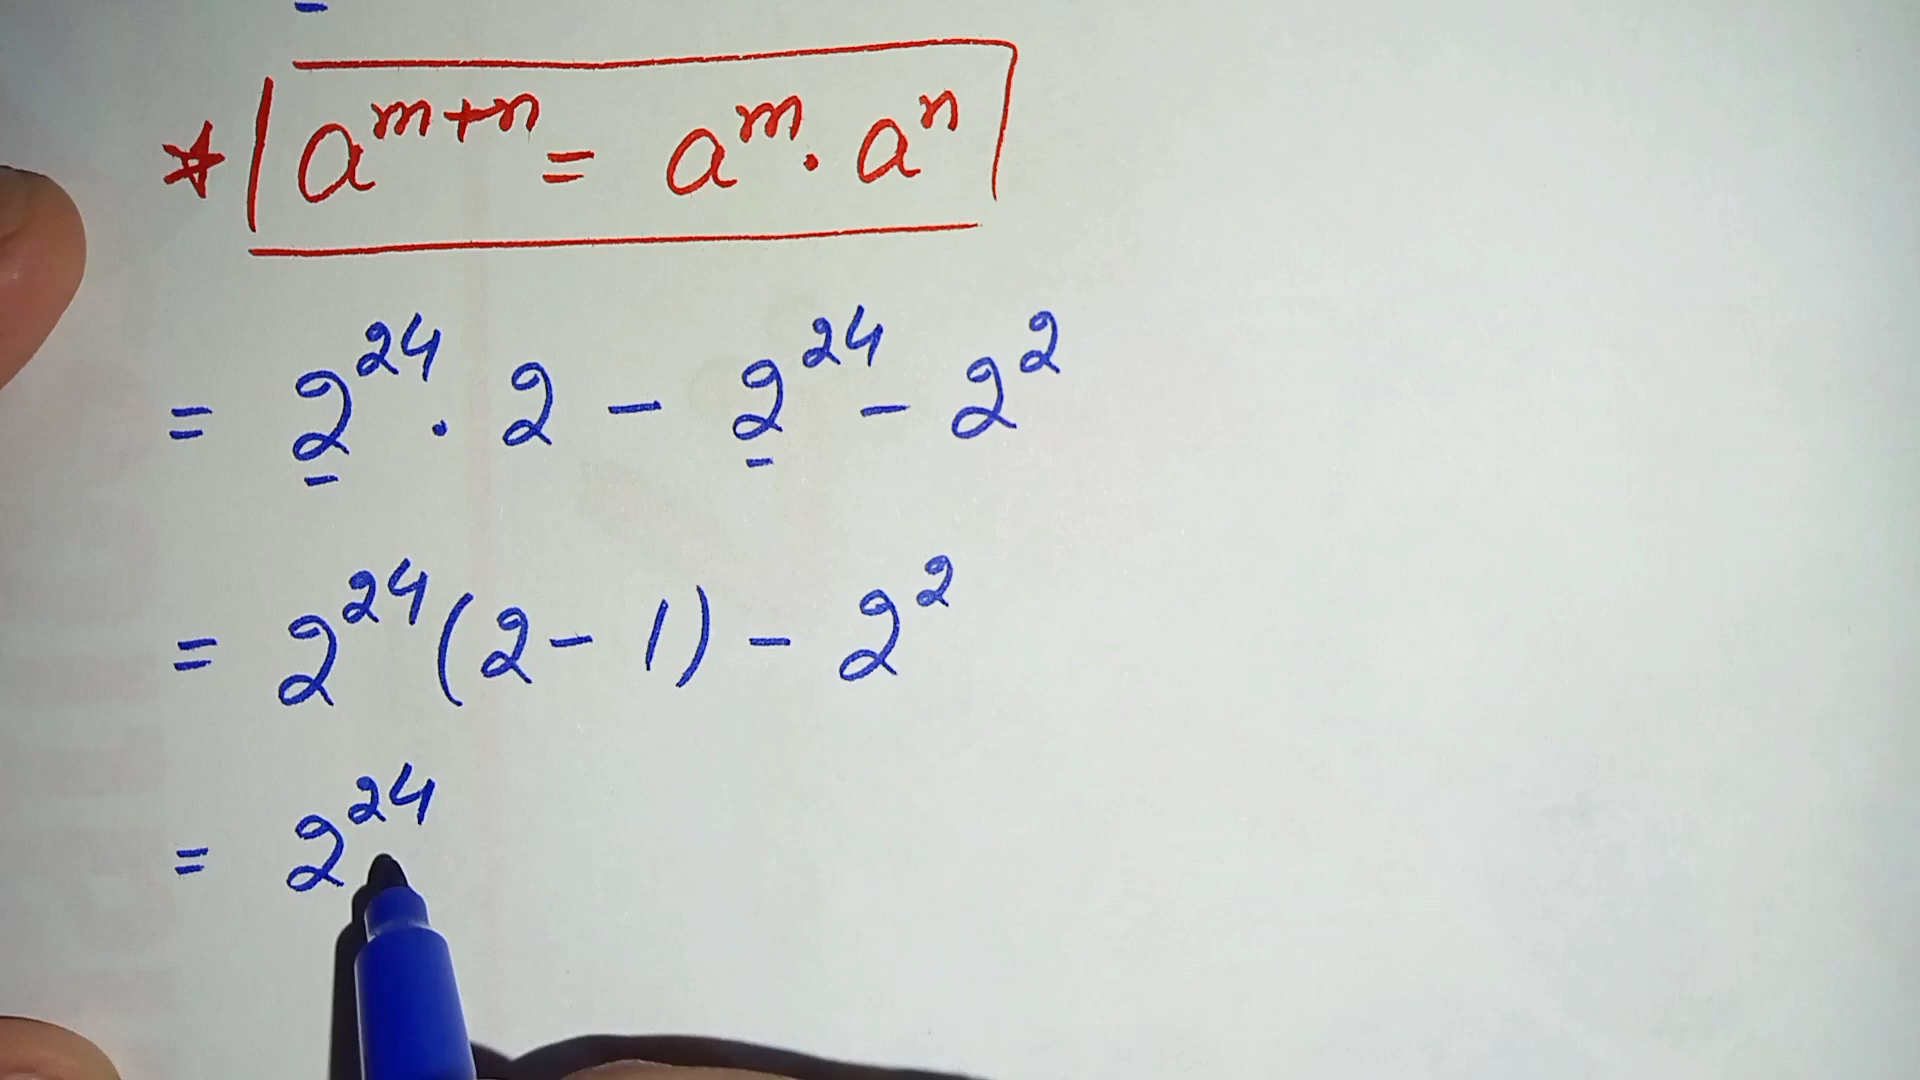 * a^{m+n} = a^m · a^n
= 2^{24} · 2 - 2^{24} - 2^2
= 2^{24} (2 - 1) - 2^2
= 2^{24}